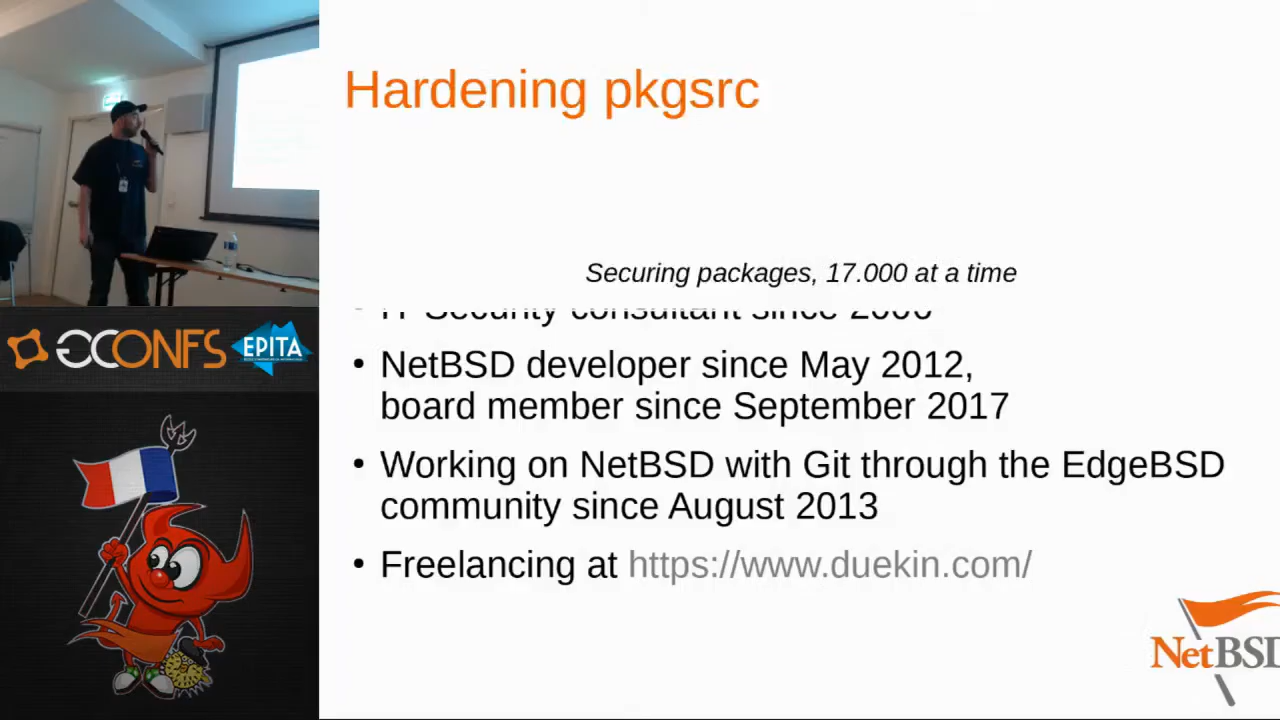 Hardening pkgsrc
Securing packages, 17.000 at a time
• IT Security consultant since 2006
• NetBSD developer since May 2012,
board member since September 2017
• Working on NetBSD with Git through the EdgeBSD
community since August 2013
• Freelancing at https://www.duekin.com/
GCONFS
EPITA
NetBSD